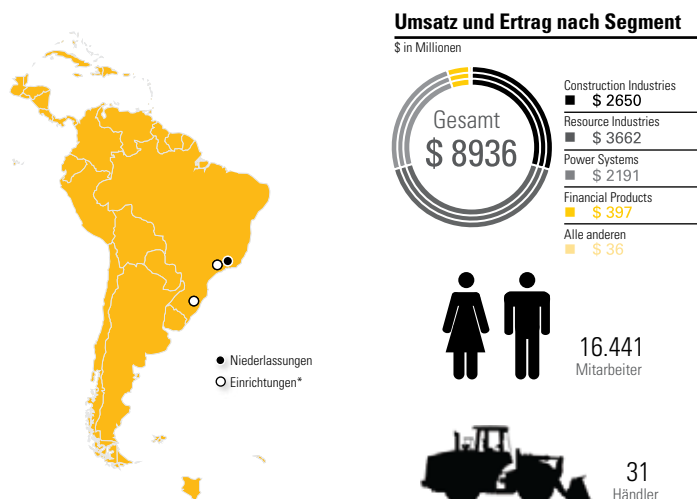 Umsatz und Ertrag nach Segment
$ in Millionen
Gesamt
$ 8936
Construction Industries
$ 2650
Resource Industries
$ 3662
Power Systems
$ 2191
Financial Products
$ 397
Alle anderen
$ 36
Niederlassungen
Einrichtungen*
16.441
Mitarbeiter
31
Händler